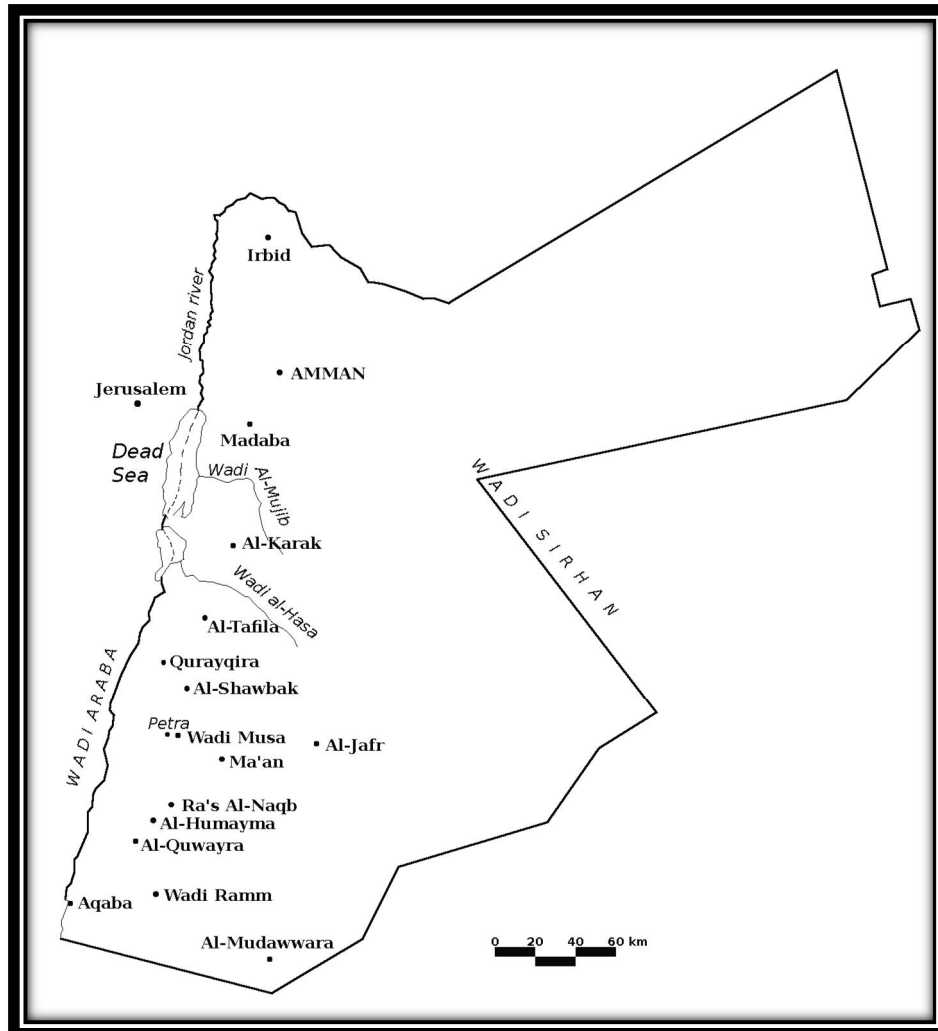 Irbid
Jordan river
AMMAN
Jerusalem
Madaba
Dead
Sea
Wadi Al-Mujib
WADI SIRHAN
Al-Karak
Wadi al-Hasa
Al-Tafila
Qurayqira
Al-Shawbak
WADI ARABA
Petra
Wadi Musa
Al-Jafr
Ma'an
Ra's Al-Naqb
Al-Humayma
Al-Quwayra
Aqaba
Wadi Ramm
Al-Mudawwara
0 20 40 60 km